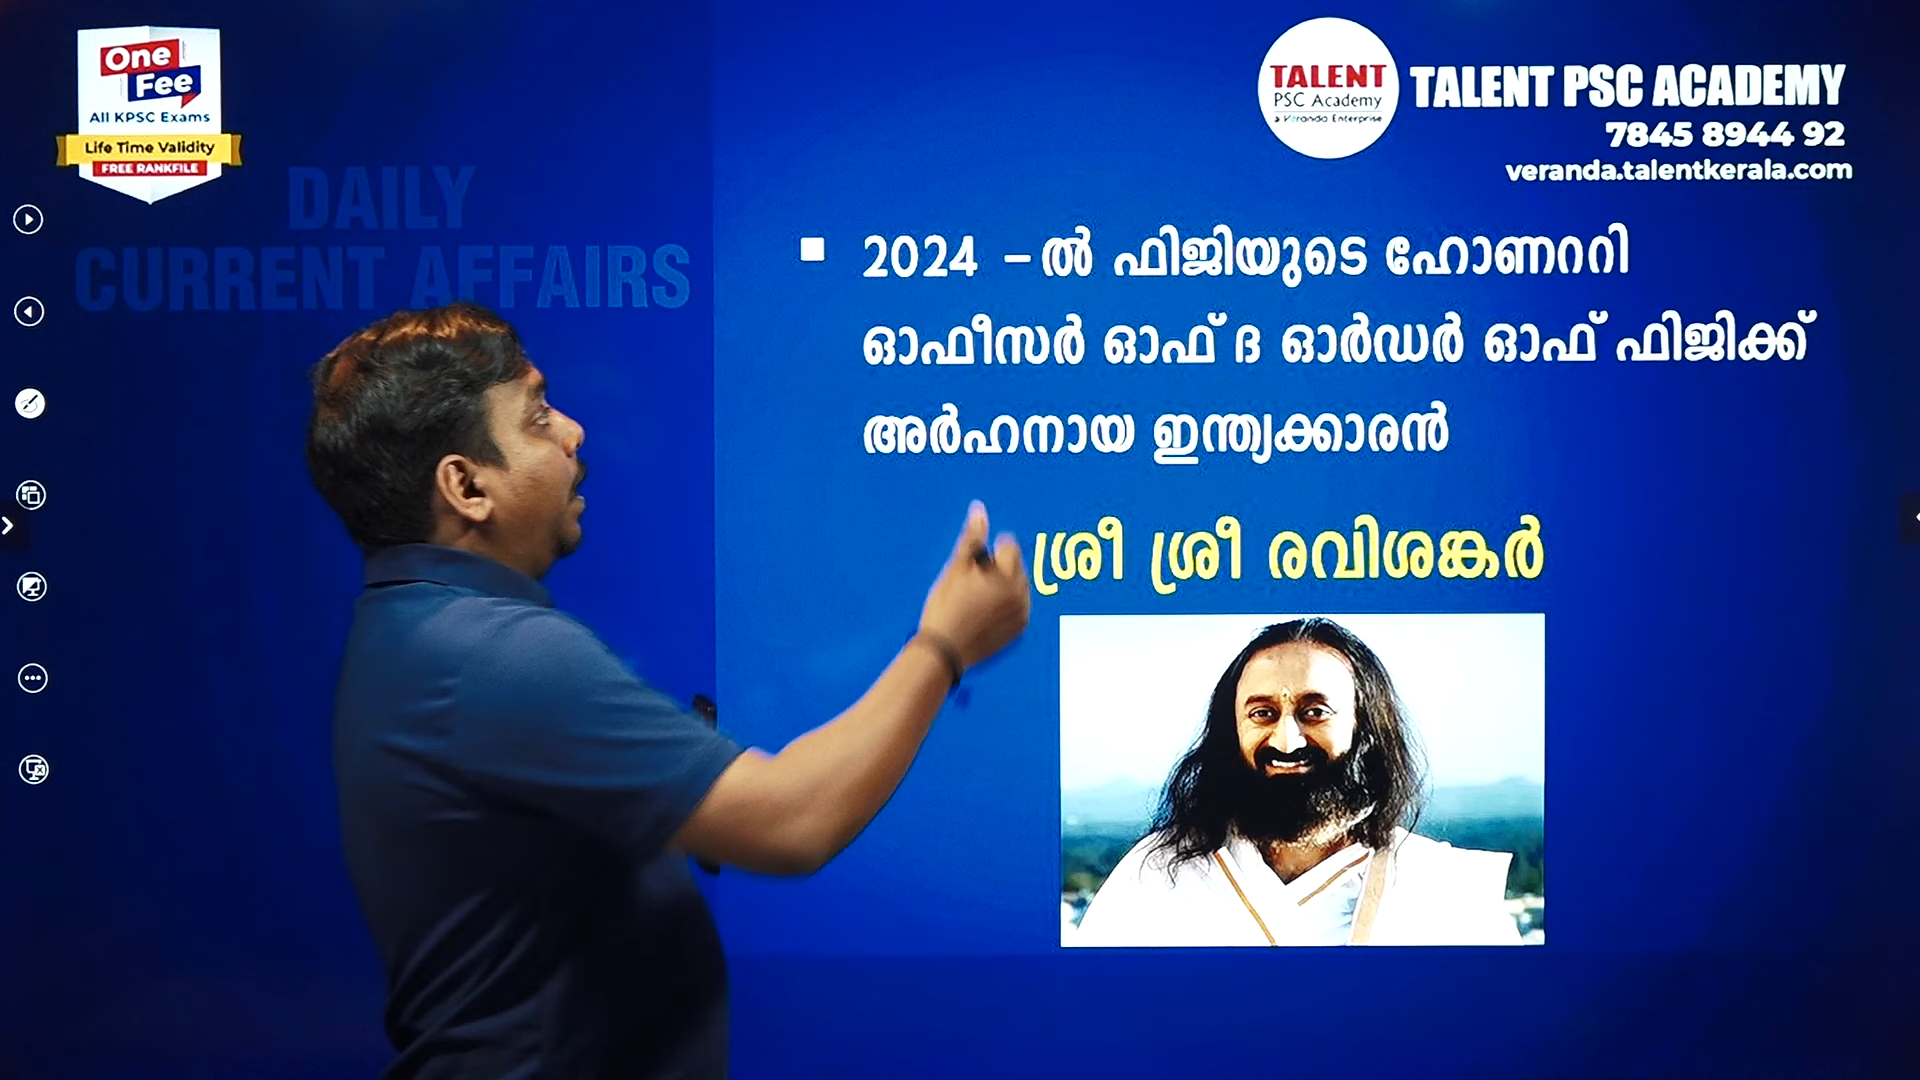 One
Fee
All KPSC Exams
Life Time Validity
FREE RANKFILE
DAILY
CURRENT AFFAIRS
TALENT
PSC Academy
a Veranda Enterprise
TALENT PSC ACADEMY
7845 8944 92
veranda.talentkerala.com
2024 -ൽ ഫിജിയുടെ ഹോണററി
ഓഫീസർ ഓഫ് ദ ഓർഡർ ഓഫ് ഫിജിക്ക്
അർഹനായ ഇന്ത്യക്കാരൻ
ശ്രീ ശ്രീ രവിശങ്കർ